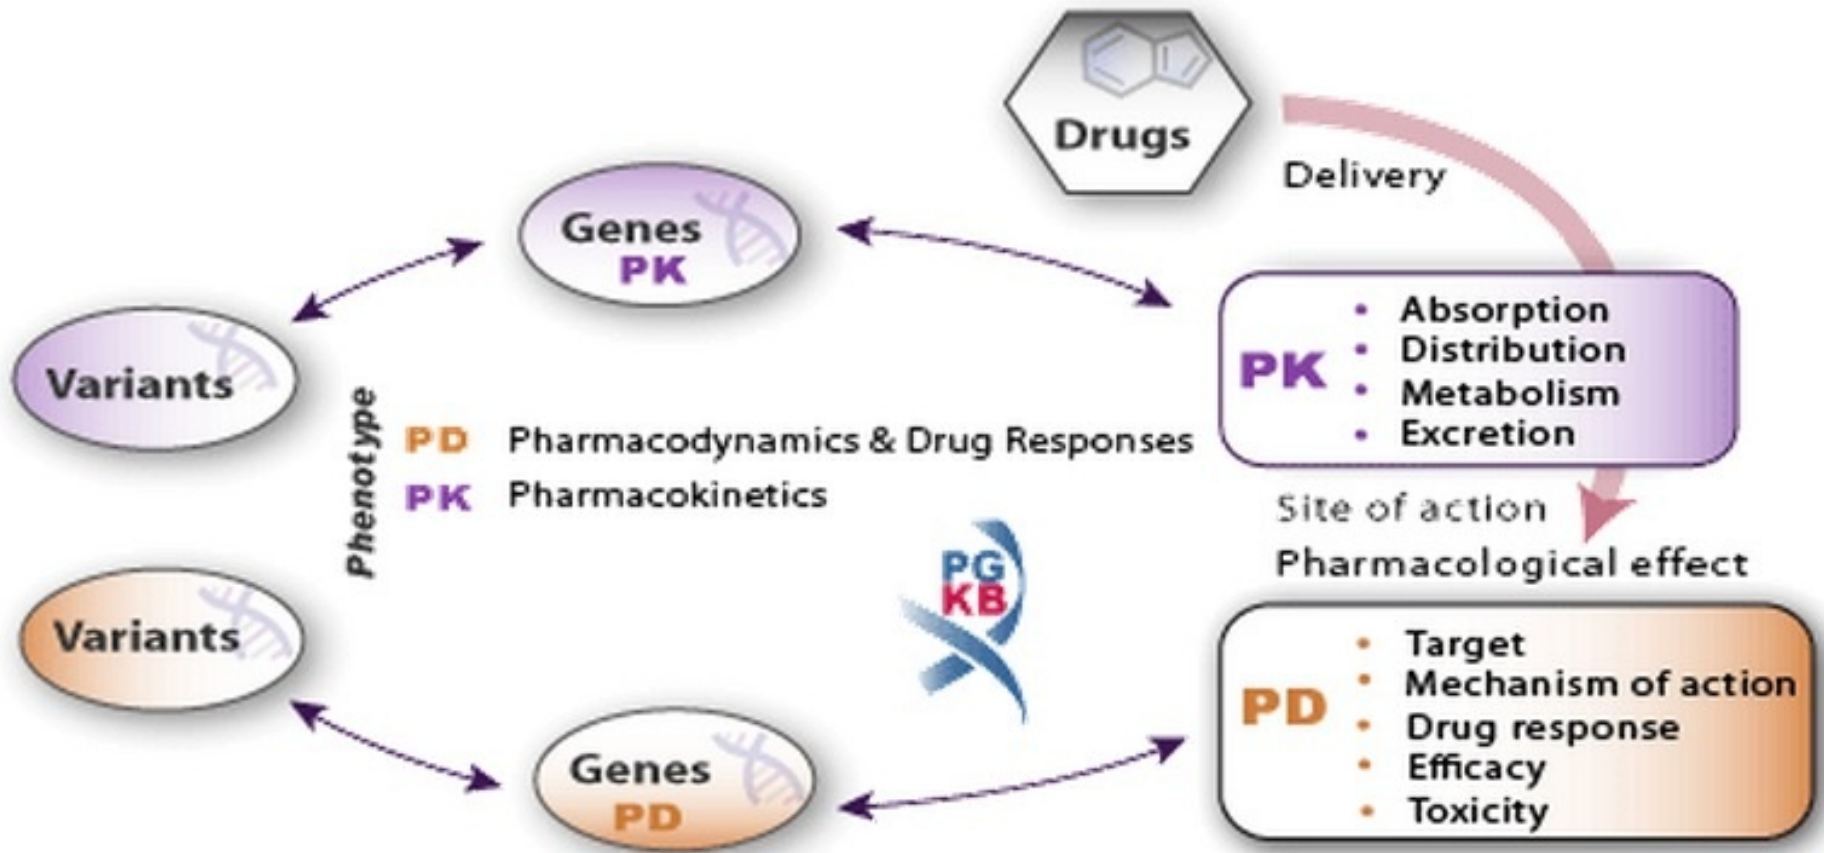 Drugs
Delivery
Genes
PK
Variants
PK
• Absorption
• Distribution
• Metabolism
• Excretion
Phenotype
PD Pharmacodynamics & Drug Responses
PK Pharmacokinetics
Site of action
Pharmacological effect
PG
KB
Variants
Genes
PD
PD
• Target
• Mechanism of action
• Drug response
• Efficacy
• Toxicity